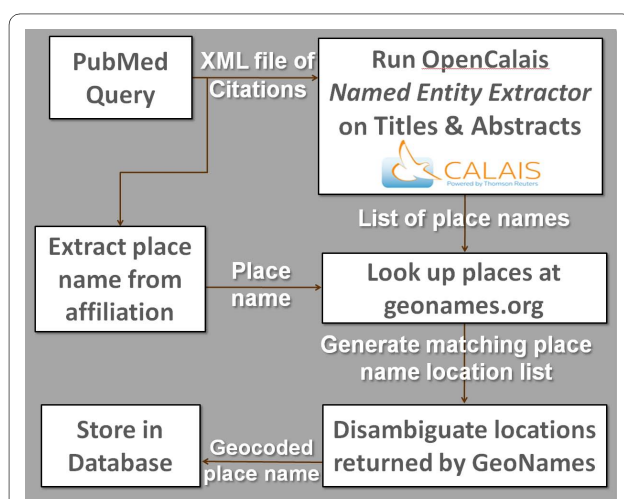 PubMed
Query
XML file of
Citations
Run OpenCalais
Named Entity Extractor
on Titles & Abstracts
CALAIS
Powered by Thomson Reuters
List of place names
Extract place
name from
affiliation
Place
name
Look up places at
geonames.org
Generate matching place
name location list
Store in
Database
Geocoded
place name
Disambiguate locations
returned by GeoNames